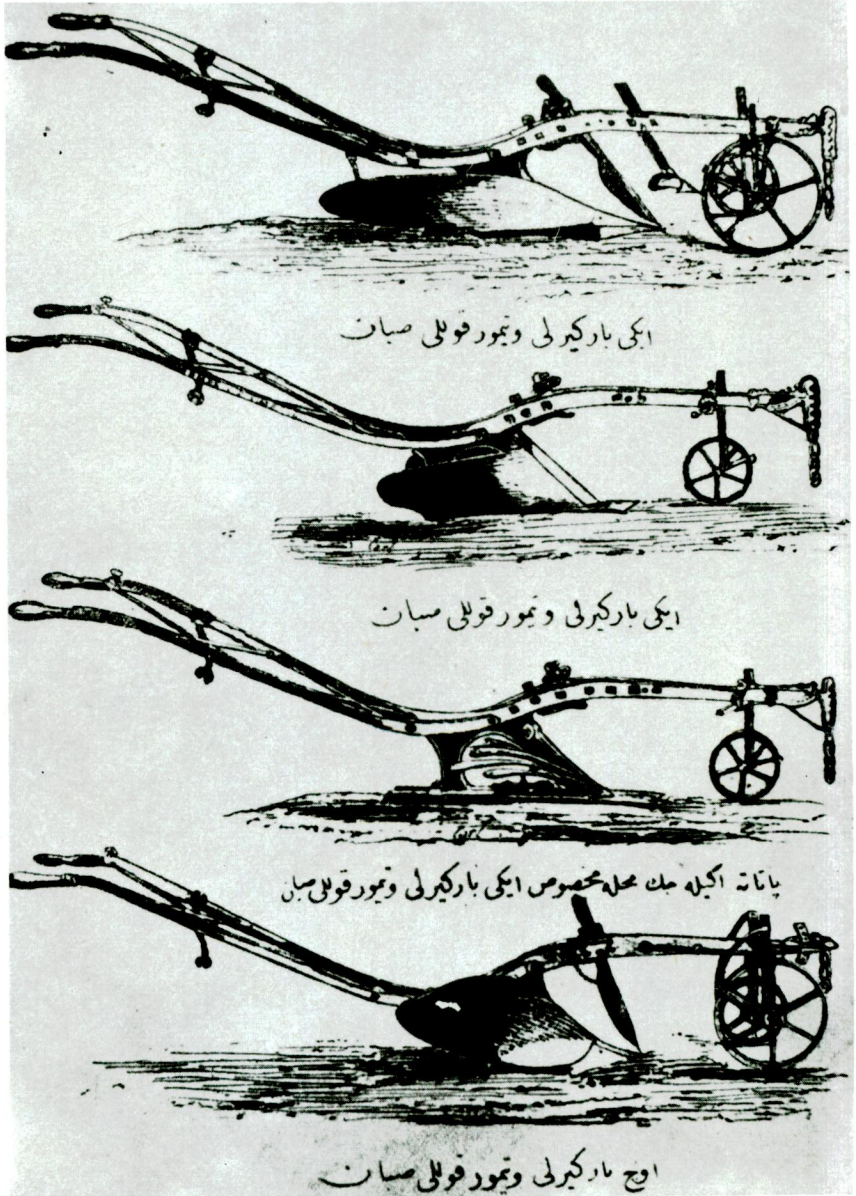 ایکی بارکیرلی وتیمور قوللی صبان
ایکی بارکیرلی وتیمور قوللی صبان
پاتاته اکیله جك محله مخصوص ایکی بارکیرلی وتیمور قوللی صبان
اوچ بارکیرلی وتیمور قوللی صبان